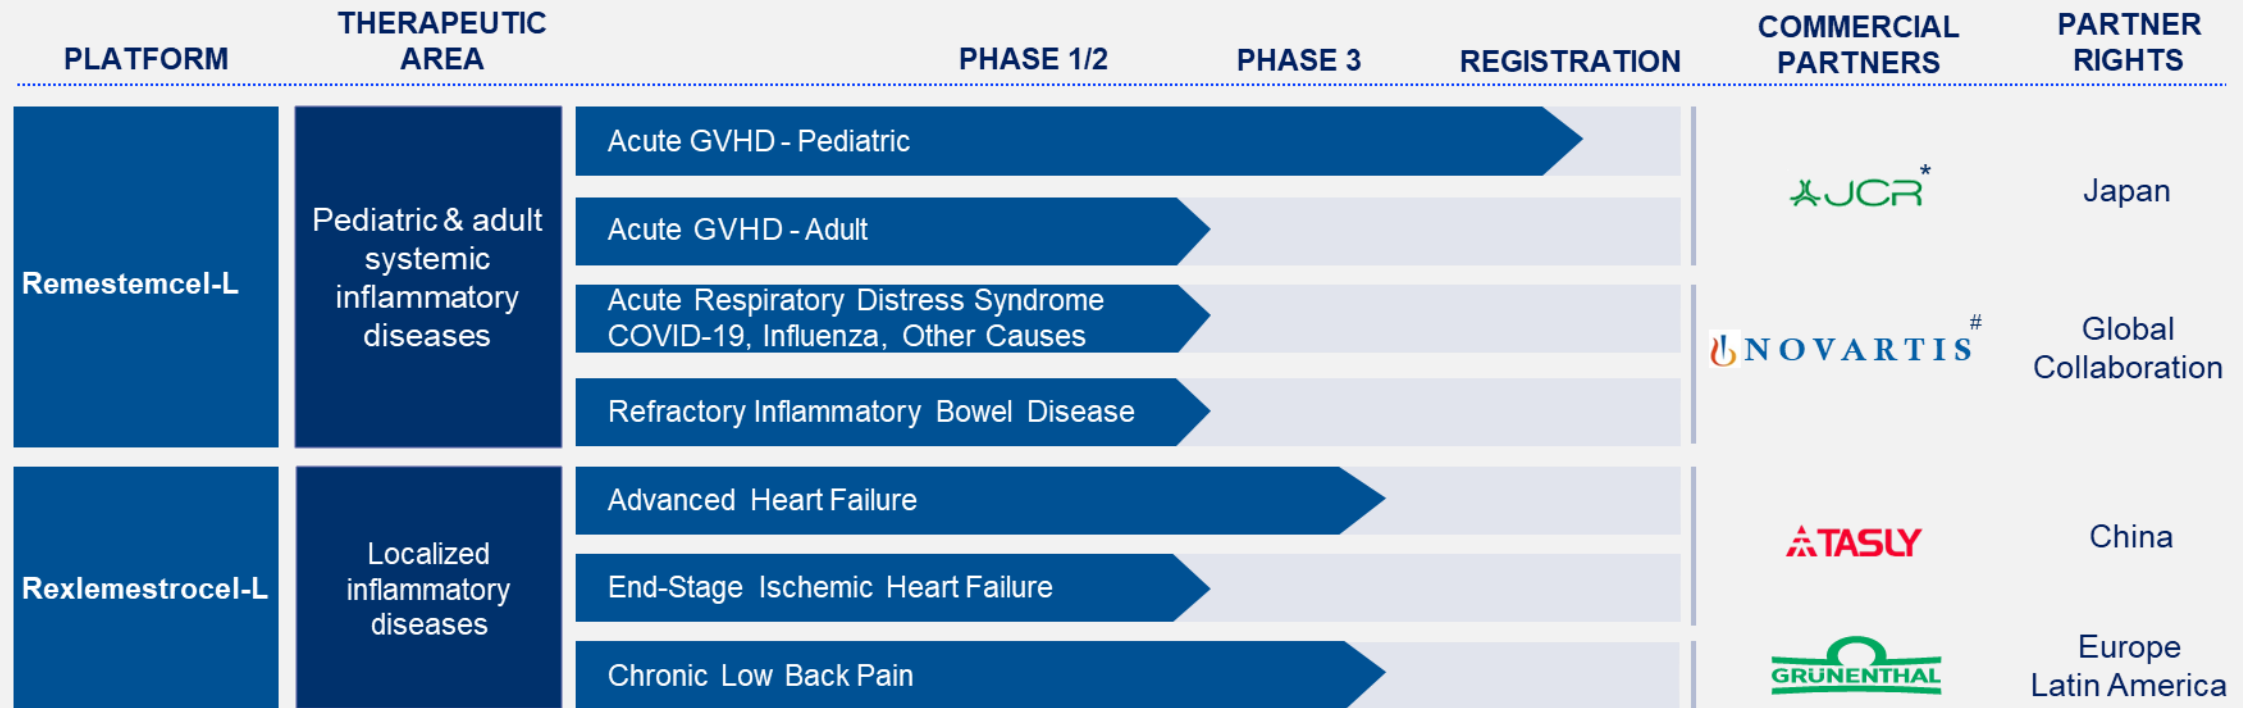 PLATFORM
THERAPEUTIC
AREA
PHASE 1/2
PHASE 3
REGISTRATION
COMMERCIAL
PARTNERS
PARTNER
RIGHTS
Remestemcel-L
Pediatric & adult
systemic
inflammatory
diseases
Acute GVHD - Pediatric
Acute GVHD - Adult
Acute Respiratory Distress Syndrome
COVID-19, Influenza, Other Causes
Refractory Inflammatory Bowel Disease
JCR*
Japan
NOVARTIS#
Global
Collaboration
Rexlemestrocel-L
Localized
inflammatory
diseases
Advanced Heart Failure
End-Stage Ischemic Heart Failure
Chronic Low Back Pain
TASLY
China
GRÜNENTHAL
Europe
Latin America